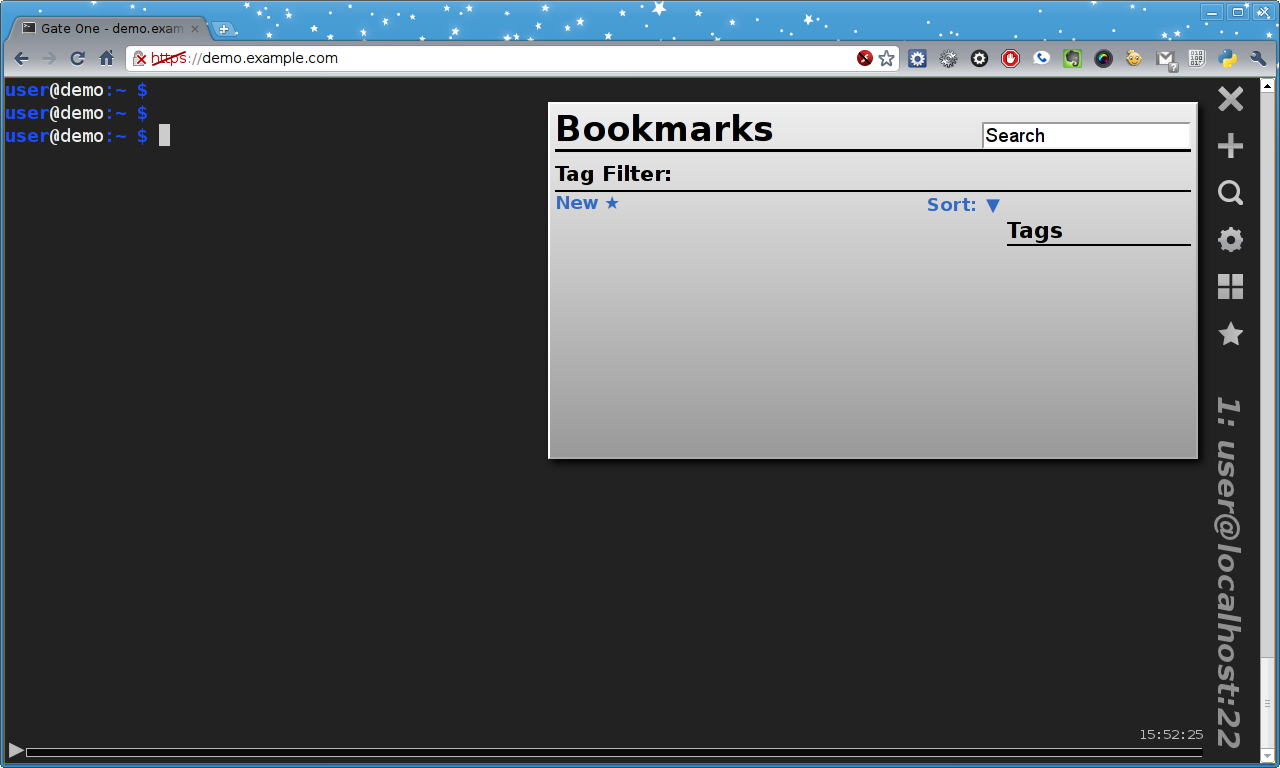 Gate One - demo.exam
https://demo.example.com
user@demo:~ $
user@demo:~ $
user@demo:~ $
Bookmarks
Search
Tag Filter:
New ★
Sort: ▼
Tags
1: user@localhost:22
15:52:25